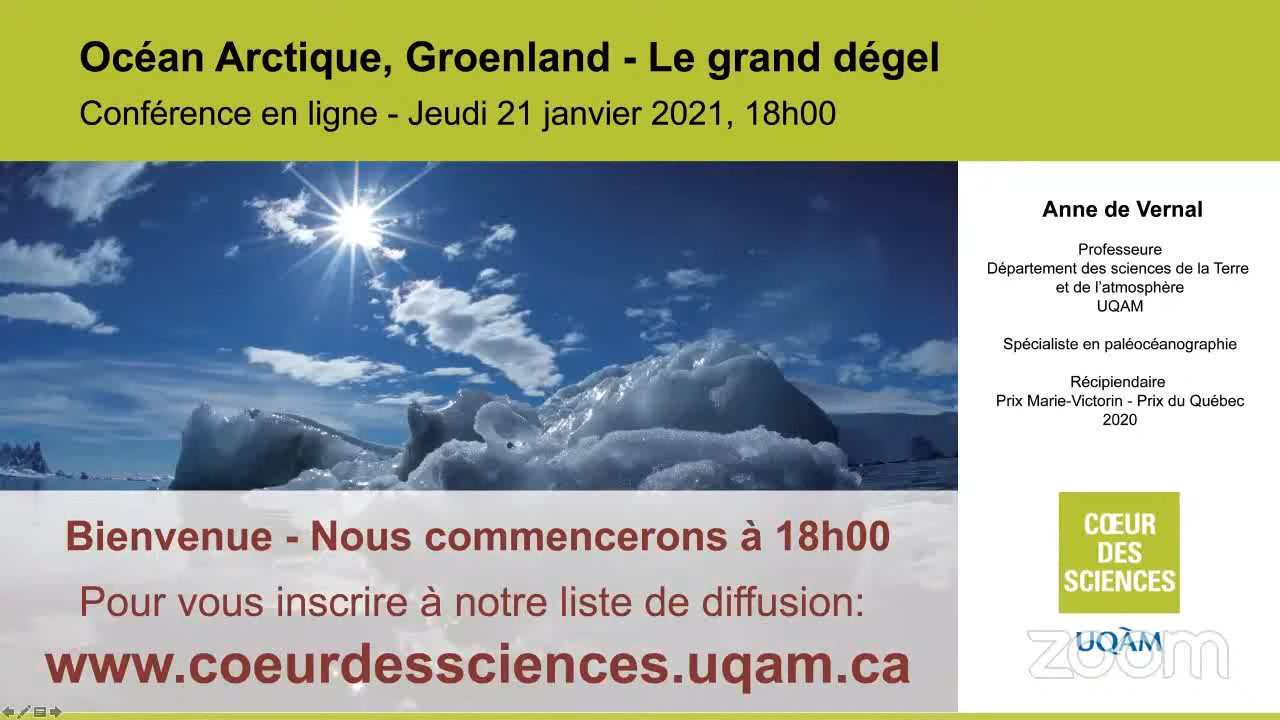 Océan Arctique, Groenland - Le grand dégel
Conférence en ligne - Jeudi 21 janvier 2021, 18h00
Anne de Vernal
Professeure
Département des sciences de la Terre
et de l'atmosphère
UQAM
Spécialiste en paléocéanographie
Récipiendaire
Prix Marie-Victorin - Prix du Québec
2020
Bienvenue - Nous commencerons à 18h00
Pour vous inscrire à notre liste de diffusion:
www.coeurdessciences.uqam.ca
CŒUR
DES
SCIENCES
UQÀM
zoom